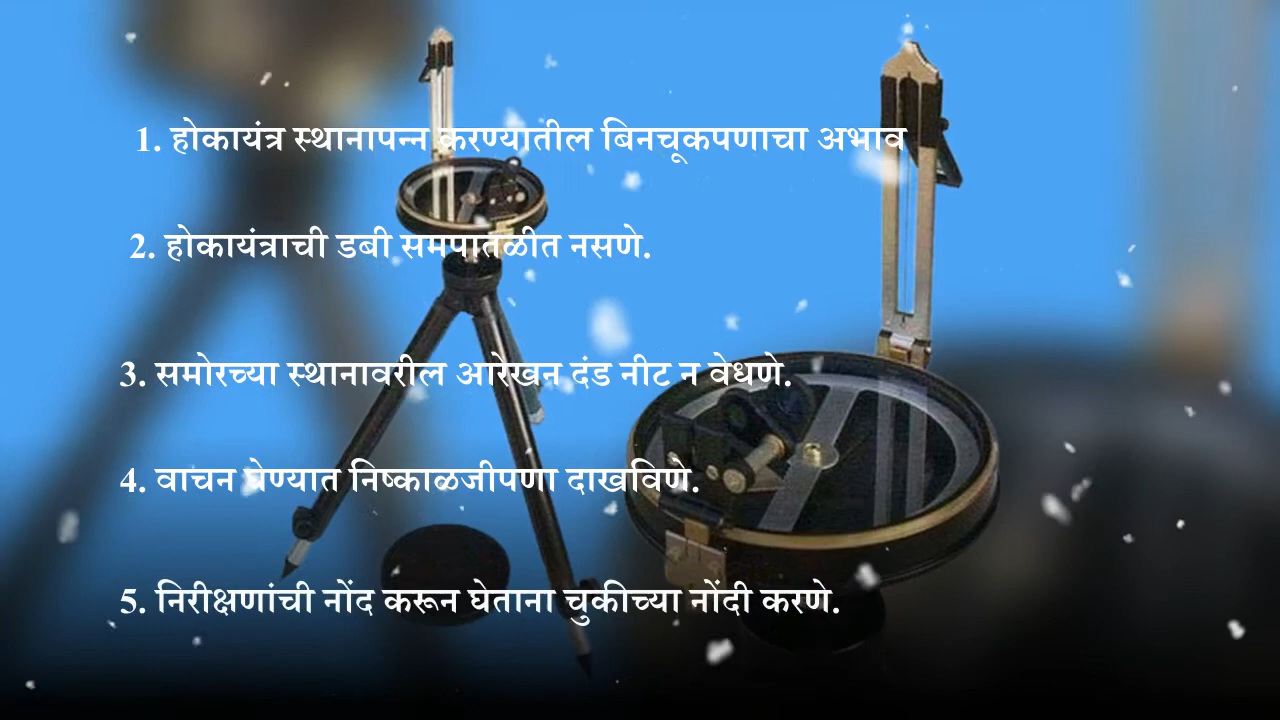 1. होकायंत्र स्थानापन्न करण्यातील बिनचूकपणाचा अभाव
2. होकायंत्राची डबी समपातळीत नसणे.
3. समोरच्या स्थानावरील आरेखन दंड नीट न वेधणे.
4. वाचन घेण्यात निष्काळजीपणा दाखविणे.
5. निरीक्षणांची नोंद करून घेताना चुकीच्या नोंदी करणे.